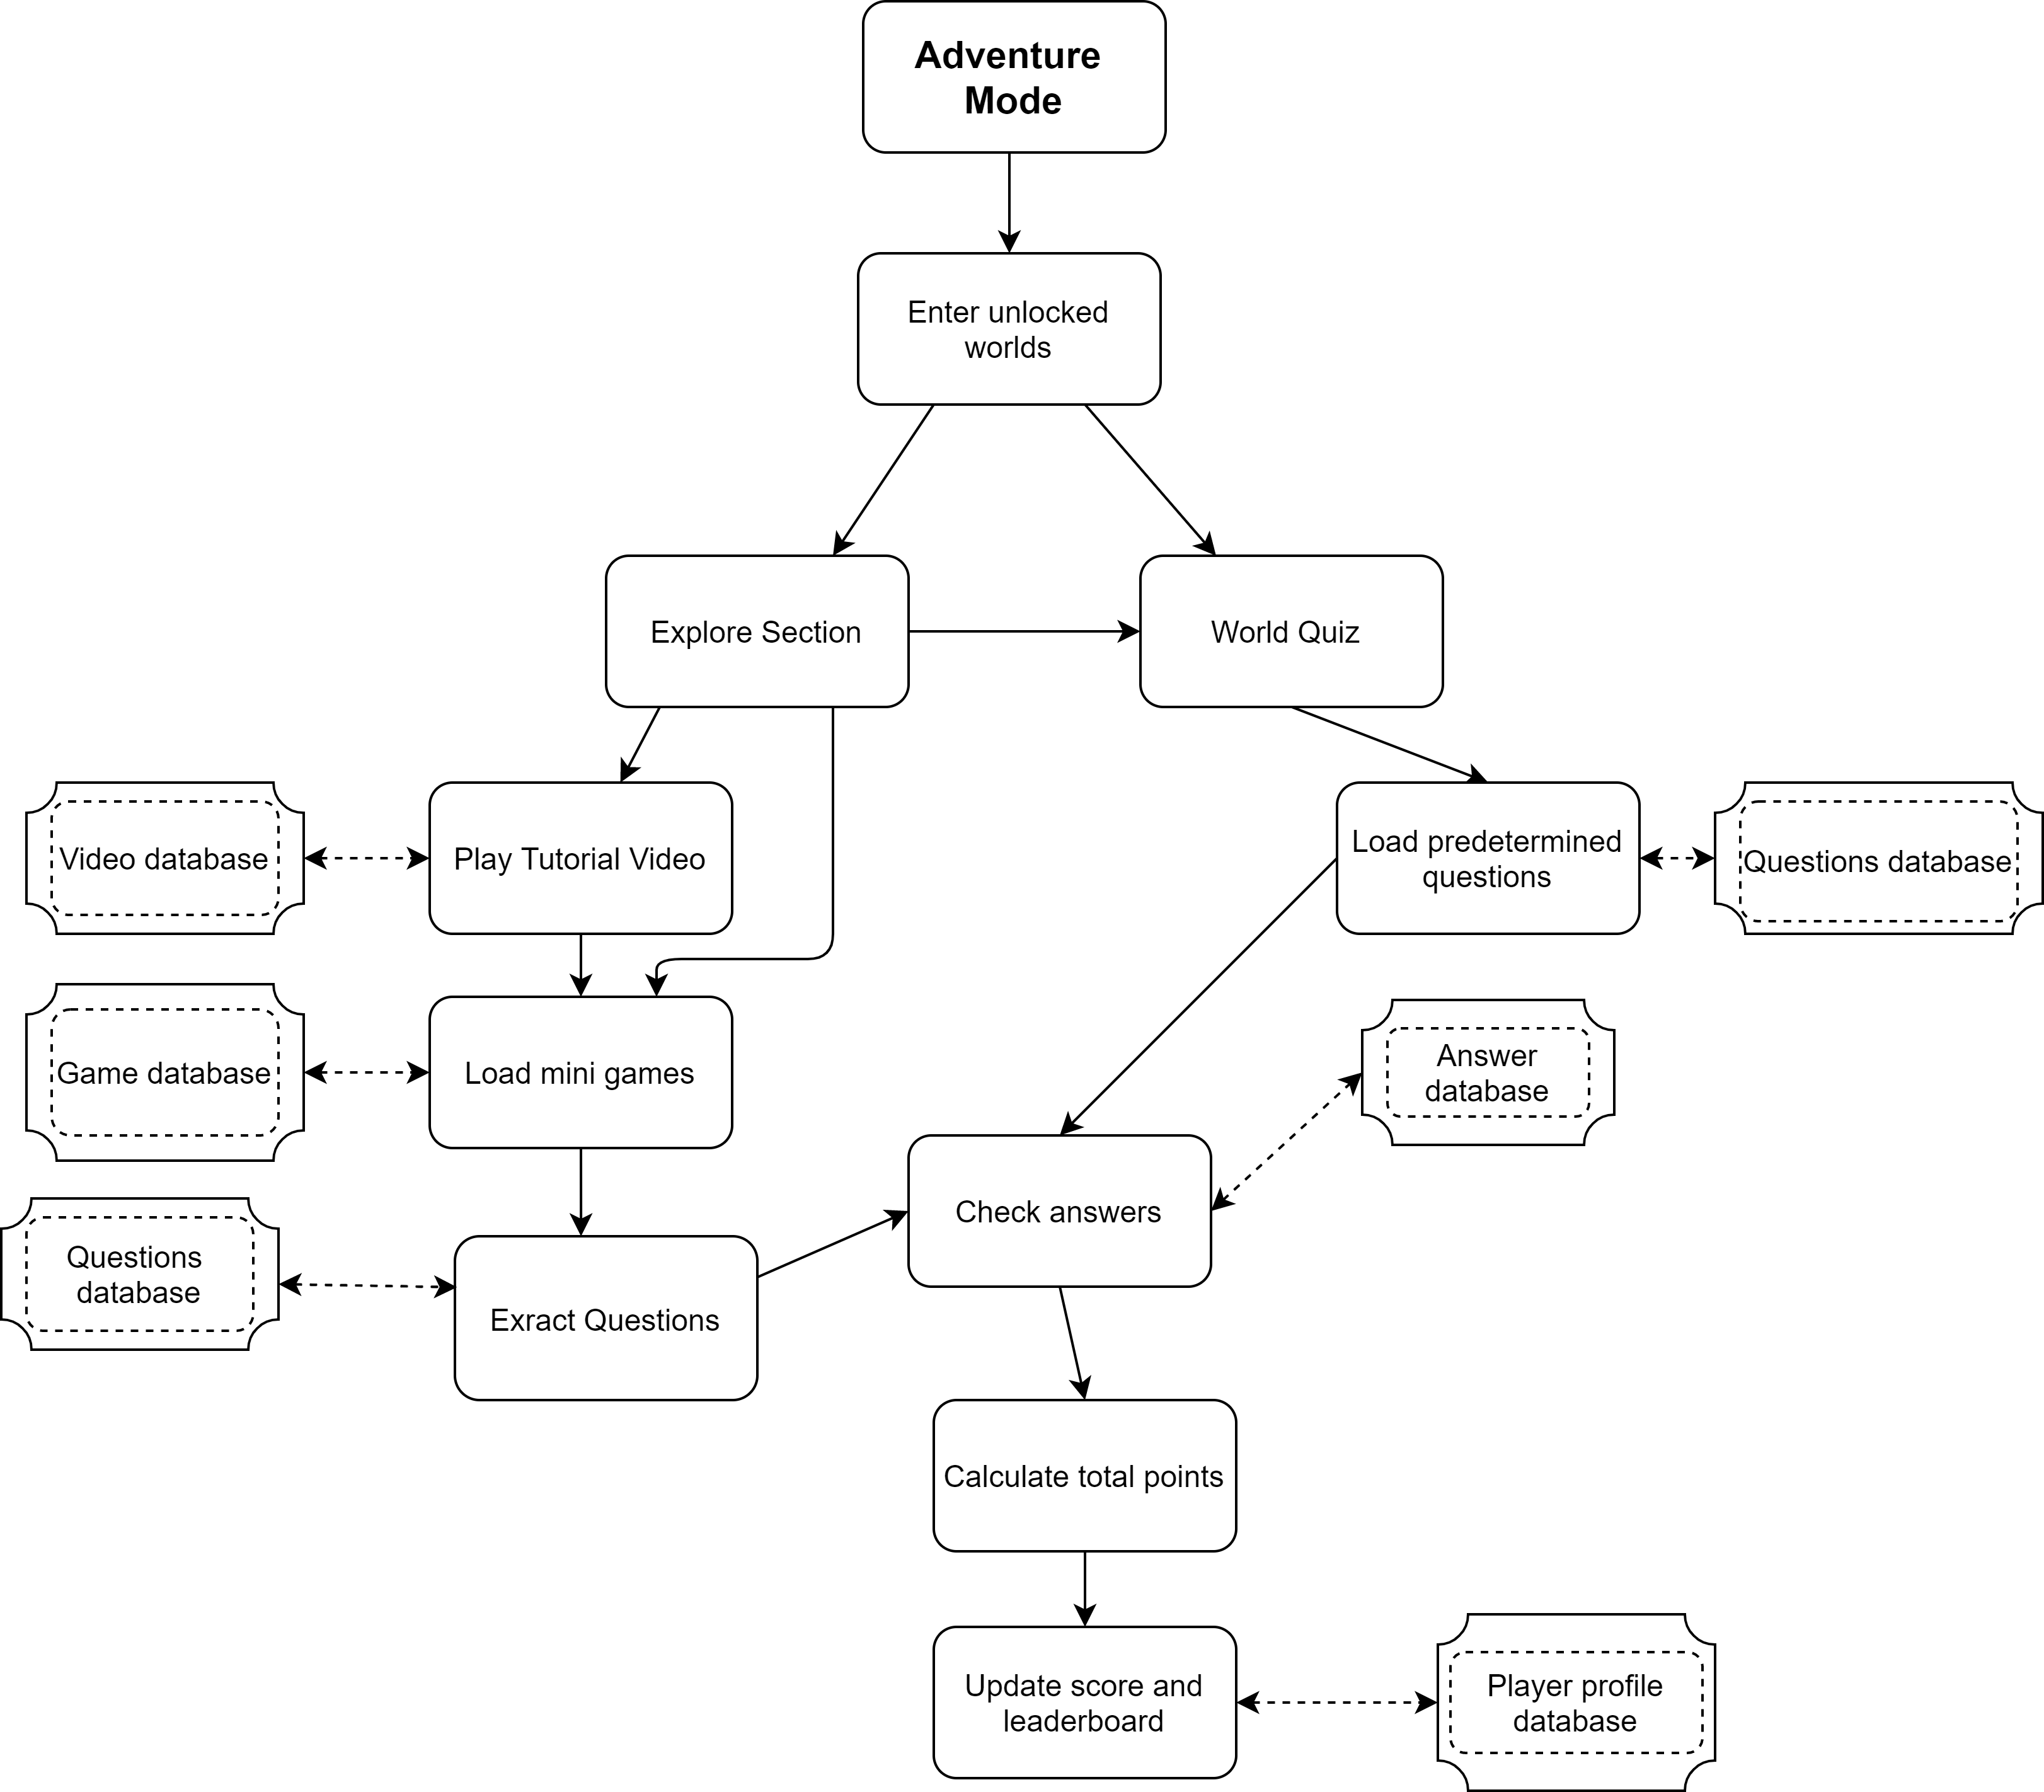 Adventure
Mode
Enter unlocked
worlds
Explore Section
World Quiz
Video database
Play Tutorial Video
Load predetermined
questions
Questions database
Game database
Load mini games
Answer
database
Questions
database
Exract Questions
Check answers
Calculate total points
Update score and
leaderboard
Player profile
database